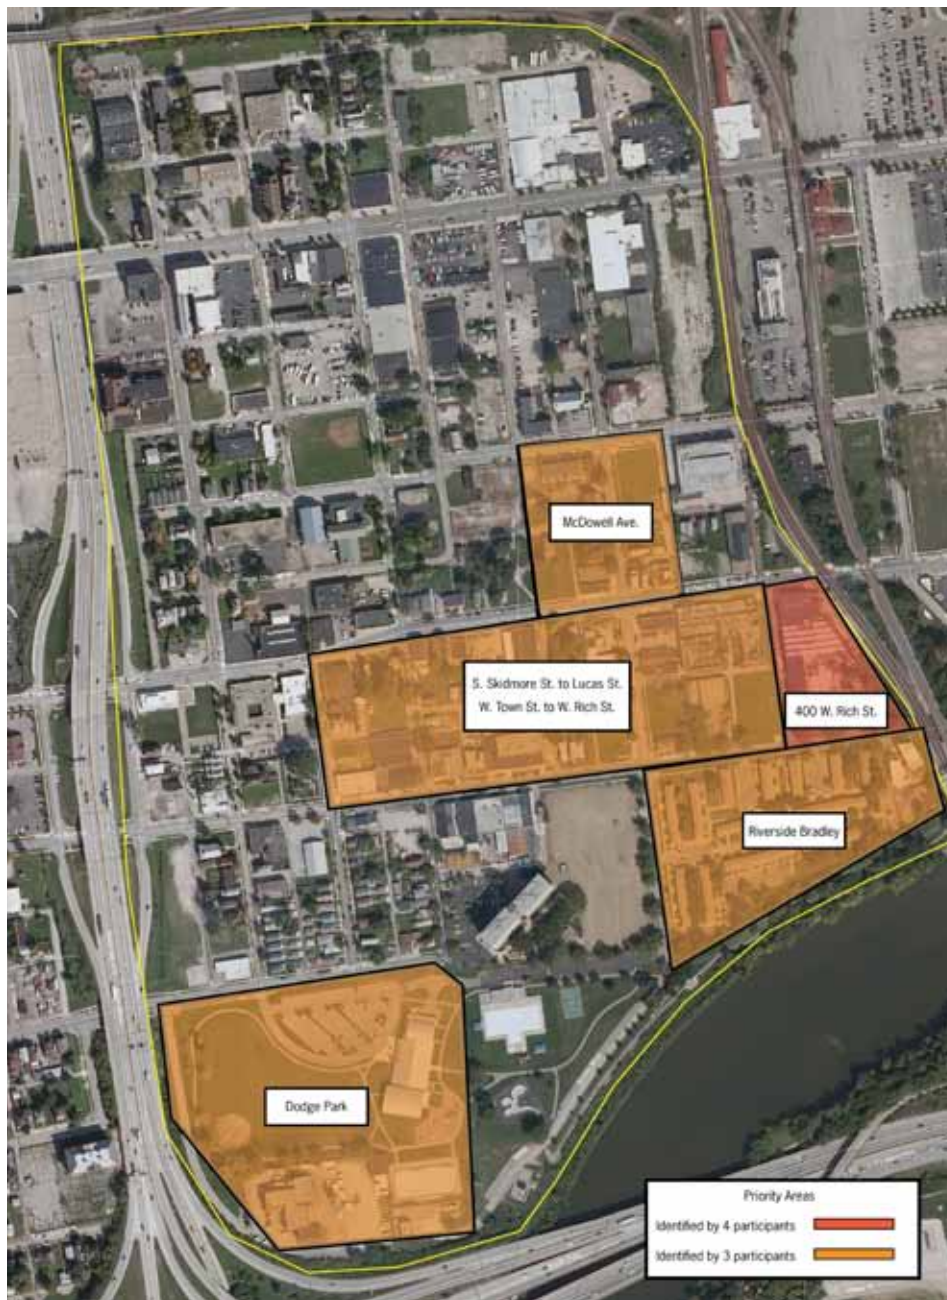 McDowell Ave.
S. Skidmore St. to Lucas St.
W. Town St. to W. Rich St.
400 W. Rich St.
Riverside Bradley
Dodge Park
Priority Areas
Identified by 4 participants
Identified by 3 participants